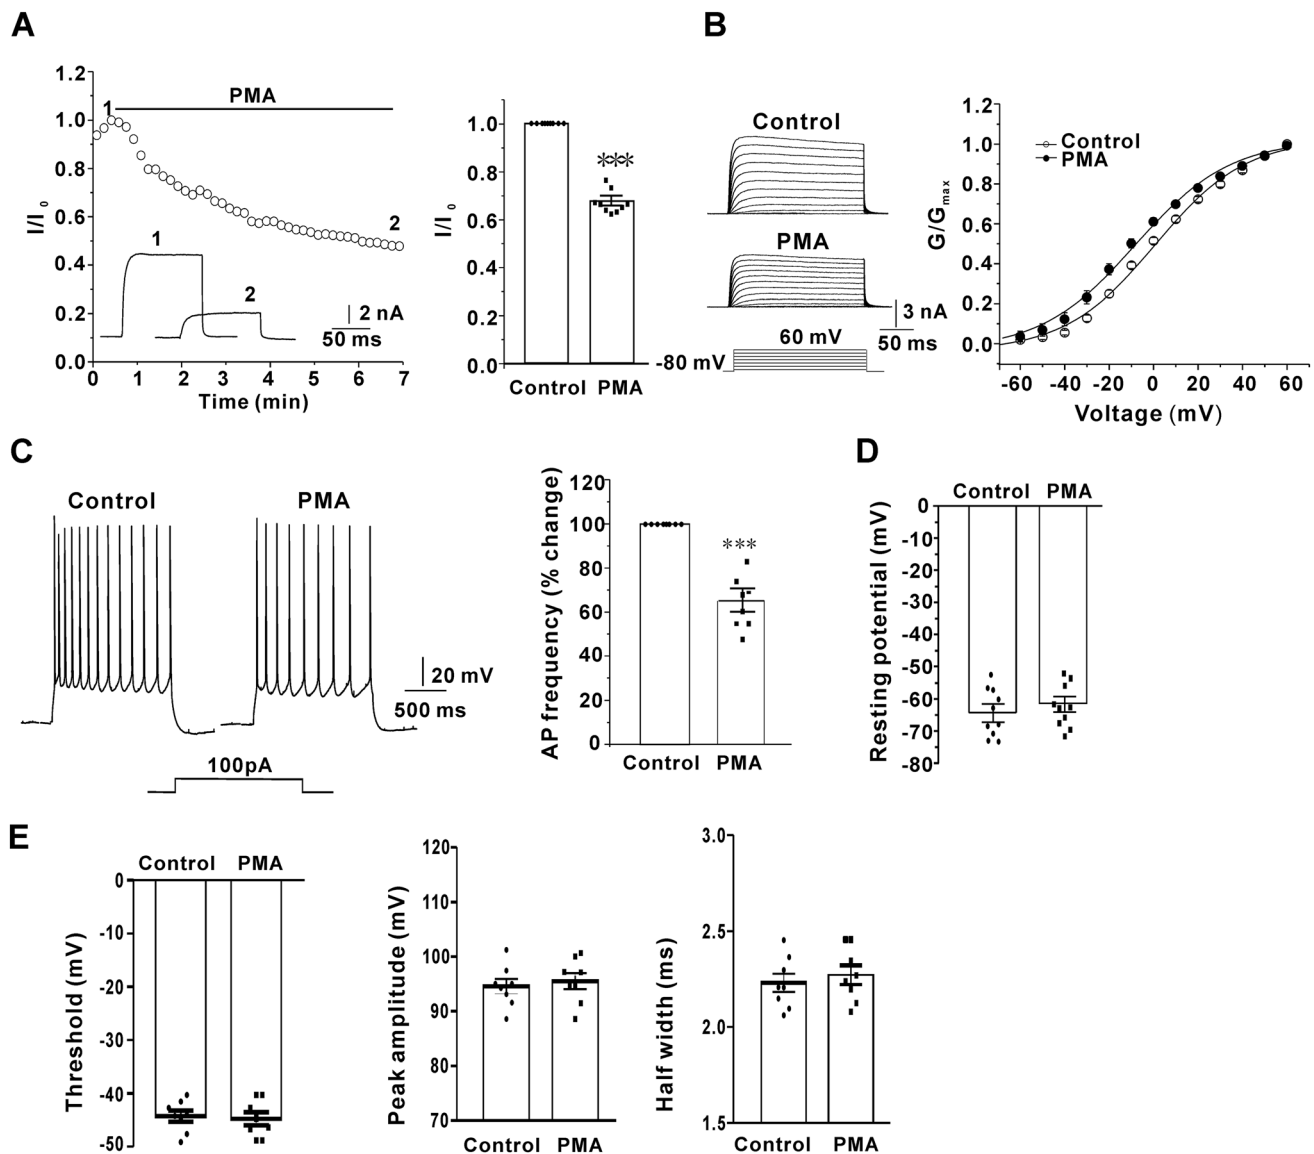 A
1.2
1.0
0.8
0.6
0.4
0.2
0.0
I/I0
1
PMA
2
1
2
2 nA
50 ms
0 1 2 3 4 5 6 7
Time (min)
1.0
0.8
0.6
0.4
0.2
0.0
I/I0
***
Control PMA
B
Control
PMA
3 nA
50 ms
60 mV
-80 mV
1.2
1.0
0.8
0.6
0.4
0.2
0.0
G/Gmax
Control
PMA
-60 -40 -20 0 20 40 60
Voltage (mV)
C
Control PMA
20 mV
500 ms
100pA
120
100
80
60
40
20
0
AP frequency (% change)
***
Control PMA
D
Control PMA
0
-10
-20
-30
-40
-50
-60
-70
-80
Resting potential (mV)
E
Control PMA
0
-10
-20
-30
-40
-50
Threshold (mV)
120
110
100
90
80
70
Peak amplitude (mV)
Control PMA
3.0
2.5
2.0
1.5
Half width (ms)
Control PMA